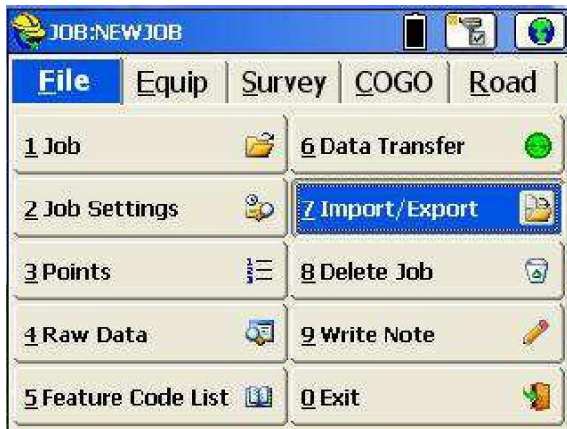 JOB:NEWJOB
File Equip Survey COGO Road
1 Job
6 Data Transfer
2 Job Settings
7 Import/Export
3 Points
8 Delete Job
4 Raw Data
9 Write Note
5 Feature Code List
0 Exit